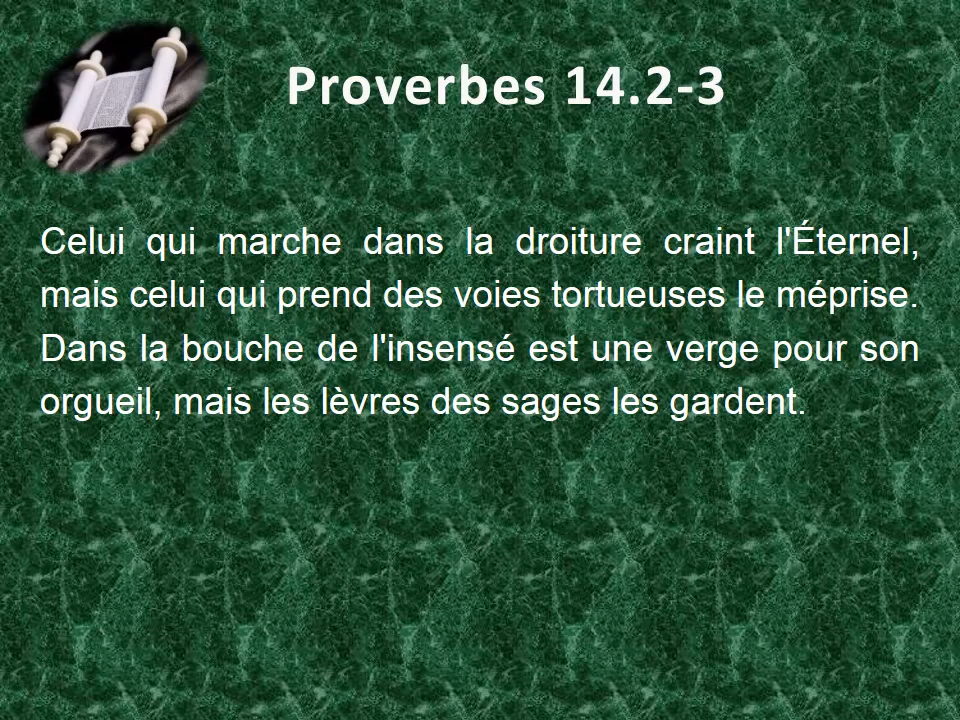 Proverbes 14.2-3
Celui qui marche dans la droiture craint l'Éternel,
mais celui qui prend des voies tortueuses le méprise.
Dans la bouche de l'insensé est une verge pour son
orgueil, mais les lèvres des sages les gardent.